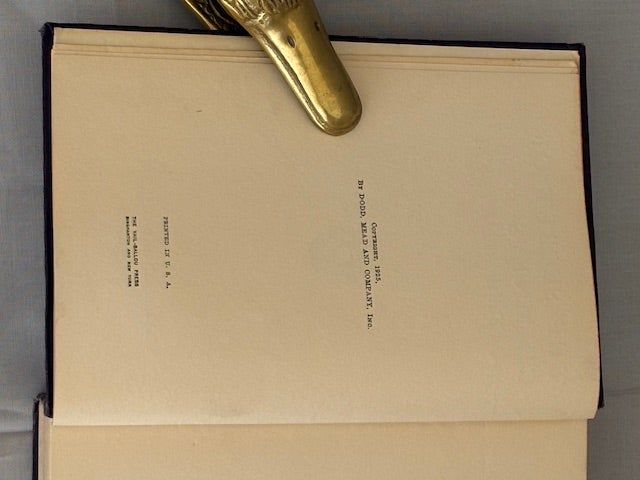 Copyright, 1925,
By DODD, MEAD AND COMPANY, Inc.
PRINTED IN U. S. A.
THE VAIL-BALLOU PRESS
BINGHAMTON AND NEW YORK